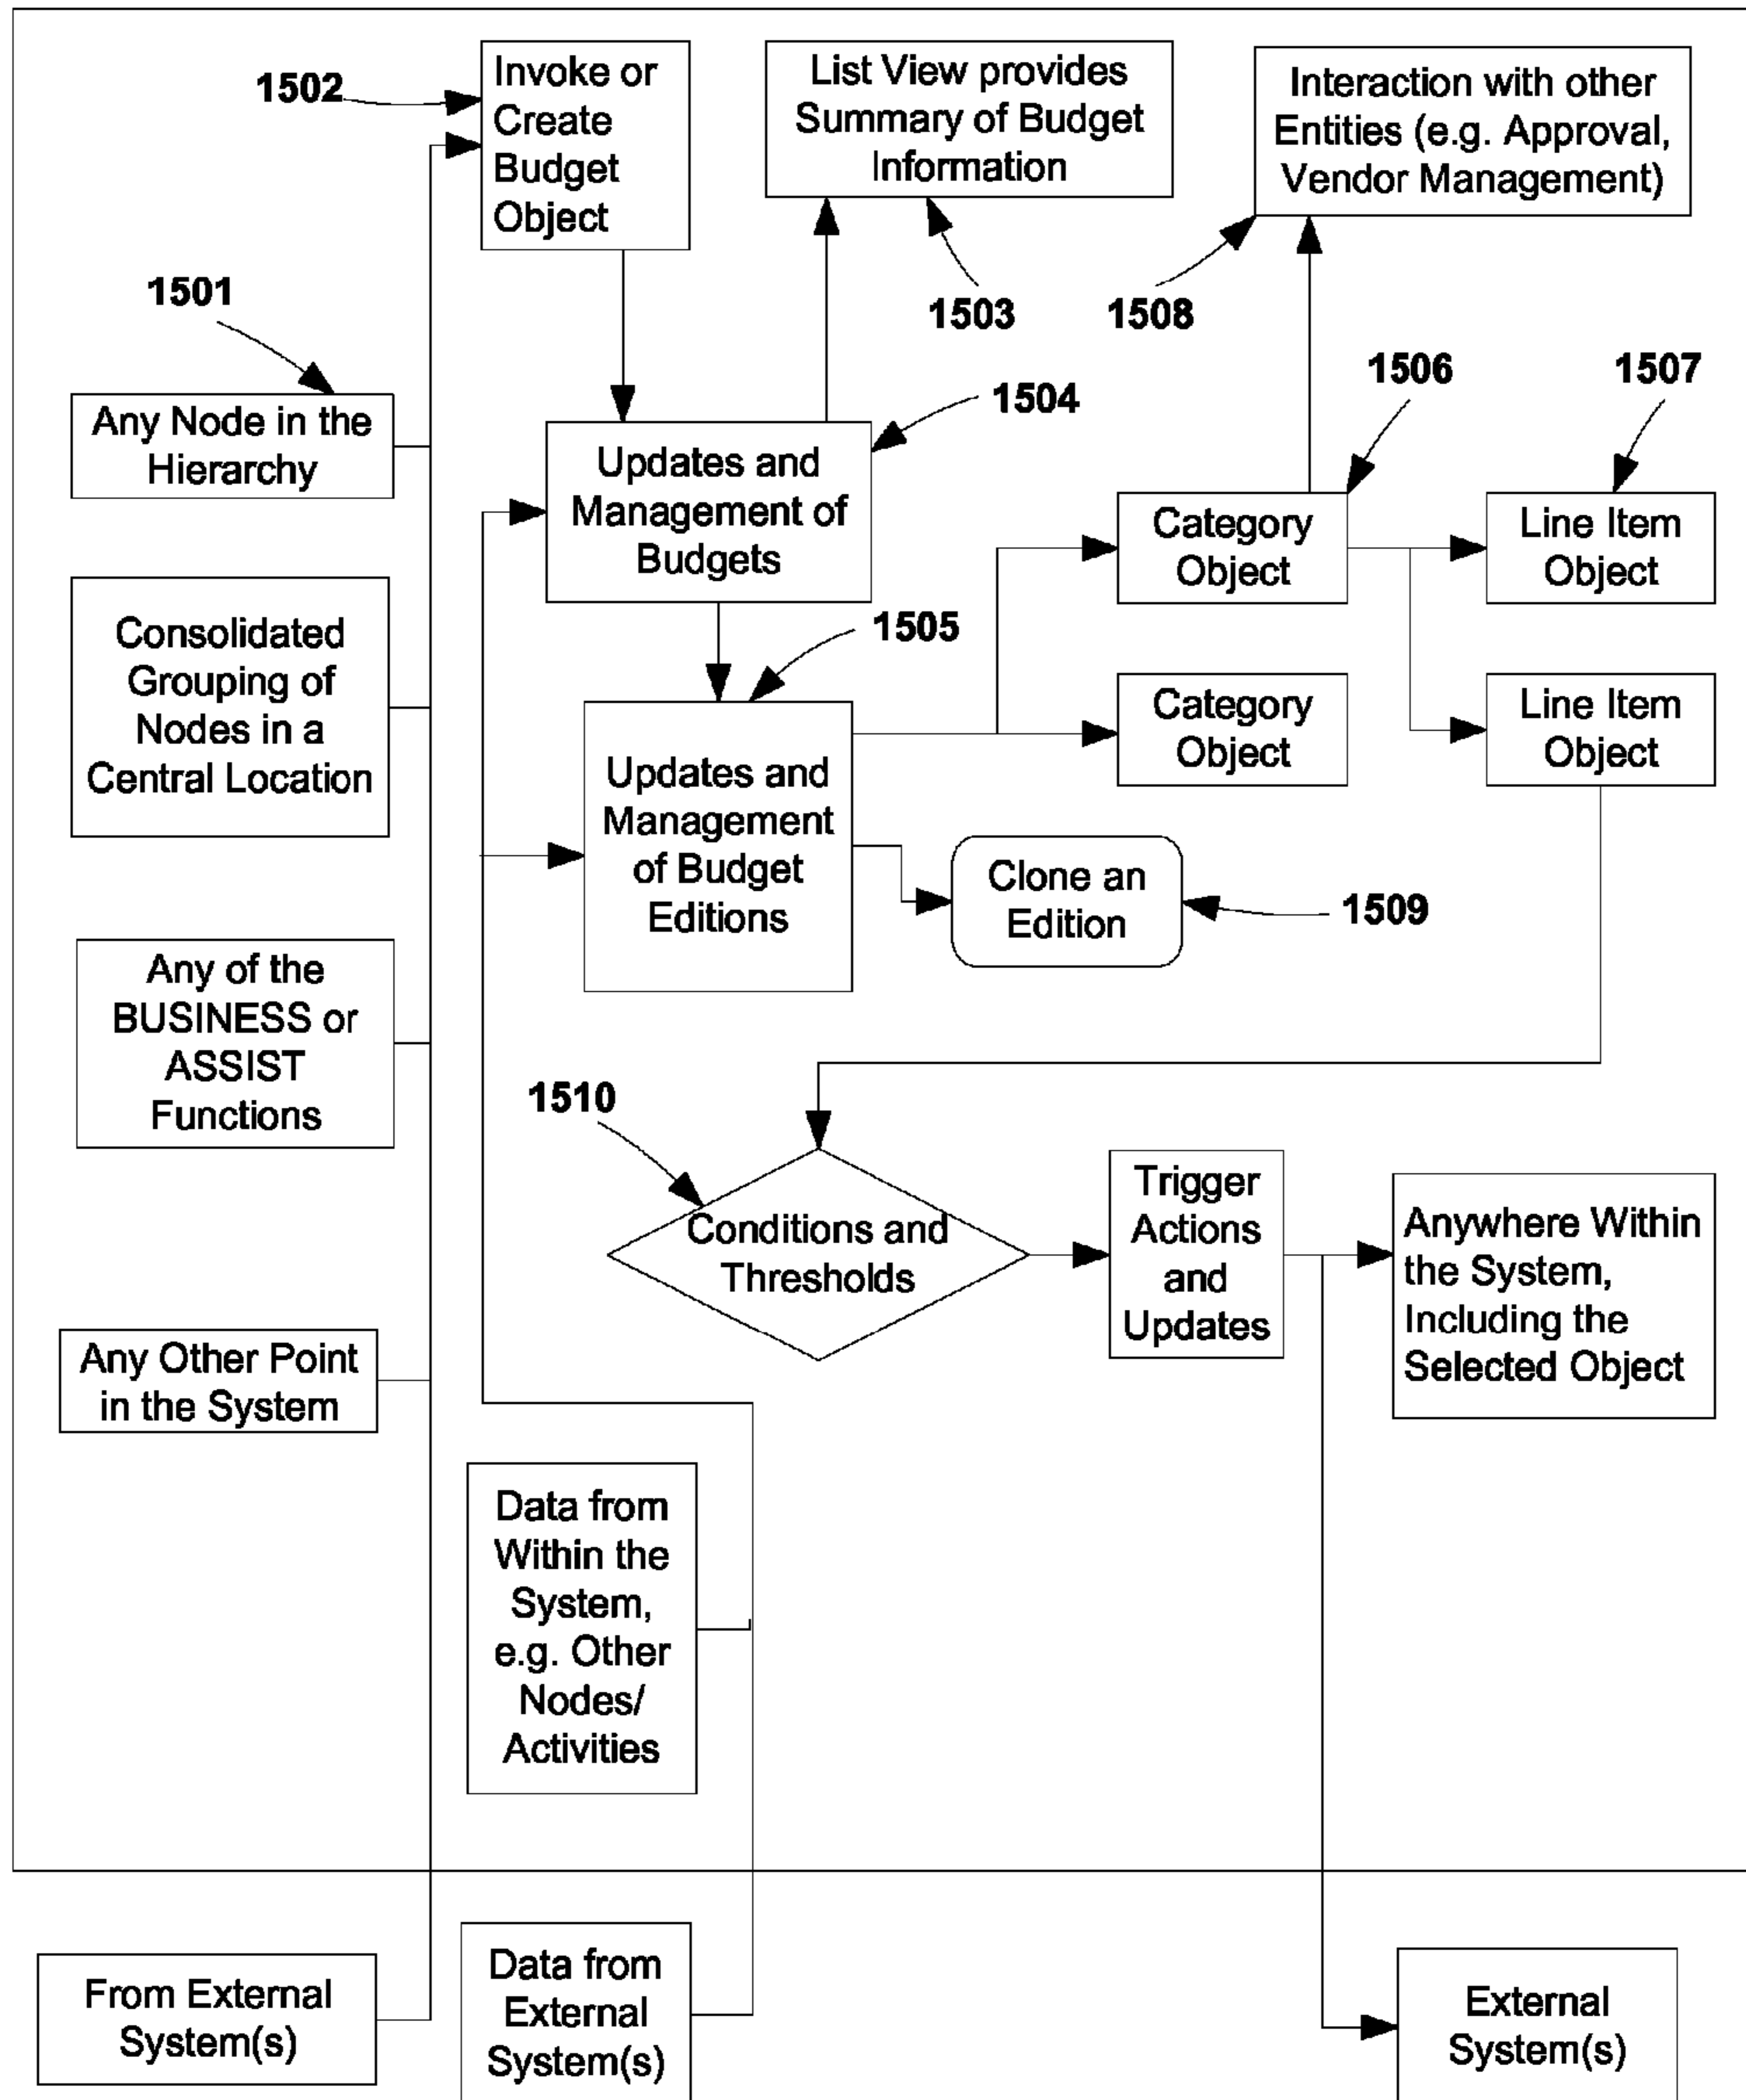 1502
Invoke or
Create
Budget
Object
List View provides
Summary of Budget
Information
Interaction with other
Entities (e.g. Approval,
Vendor Management)
1501
1503
1508
1506
1507
1504
Any Node in the
Hierarchy
Updates and
Management of
Budgets
Category
Object
Line Item
Object
Consolidated
Grouping of
Nodes in a
Central Location
1505
Category
Object
Line Item
Object
Updates and
Management
of Budget
Editions
Clone an
Edition
1509
Any of the
BUSINESS or
ASSIST
Functions
1510
Conditions and
Thresholds
Trigger
Actions
and
Updates
Anywhere Within
the System,
Including the
Selected Object
Any Other Point
in the System
Data from
Within the
System,
e.g. Other
Nodes/
Activities
From External
System(s)
Data from
External
System(s)
External
System(s)